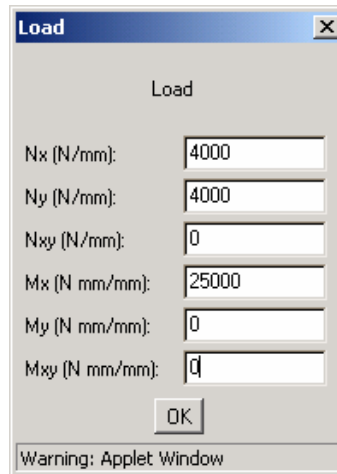 Load
Load
Nx (N/mm): 4000
Ny (N/mm): 4000
Nxy (N/mm): 0
Mx (N mm/mm): 25000
My (N mm/mm): 0
Mxy (N mm/mm): 0
OK
Warning: Applet Window